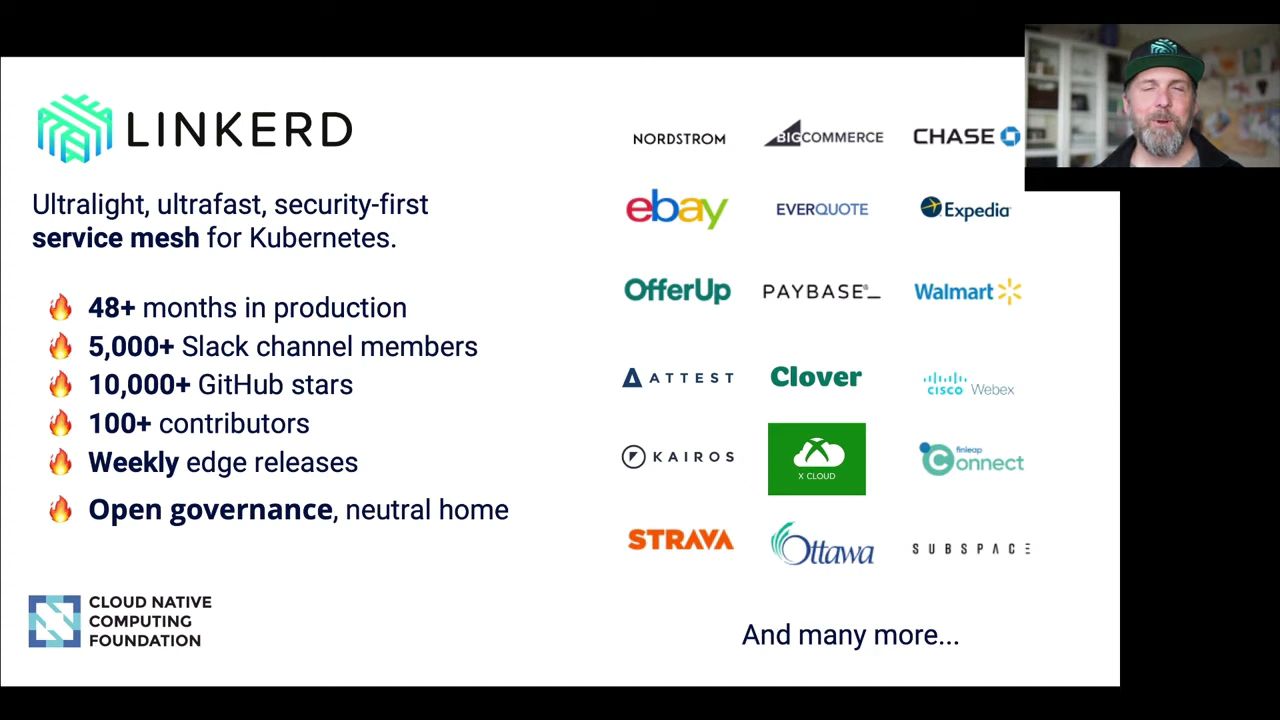 LINKERD
Ultralight, ultrafast, security-first
service mesh for Kubernetes.
48+ months in production
5,000+ Slack channel members
10,000+ GitHub stars
100+ contributors
Weekly edge releases
Open governance, neutral home
CLOUD NATIVE
COMPUTING
FOUNDATION
NORDSTROM
BIGCOMMERCE
CHASE
ebay
EVERQUOTE
Expedia
OfferUp
PAYBASE®_
Walmart
ATTEST
Clover
CISCO Webex
KAIROS
X CLOUD
finleap
Connect
STRAVA
Ottawa
SUBSPACE
And many more...